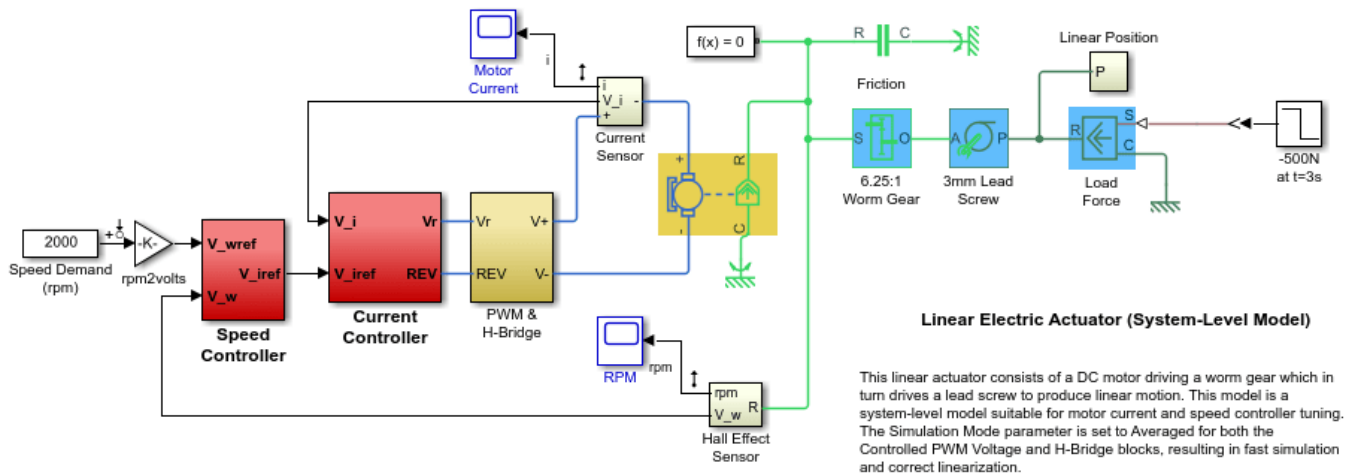 Motor
Current
i
i
V_i
-
+
Current
Sensor
f(x) = 0
R
C
Friction
Linear Position
P
S
O
6.25:1
Worm Gear
A
P
3mm Lead
Screw
R
S
C
Load
Force
-500N
at t=3s
+
-
R
C
2000
Speed Demand
(rpm)
+
-K-
rpm2volts
V_wref
V_iref
V_w
Speed
Controller
V_i
Vr
V_iref
REV
Current
Controller
Vr
V+
REV
V-
PWM &
H-Bridge
RPM
rpm
rpm
V_w
R
Hall Effect
Sensor
Linear Electric Actuator (System-Level Model)
This linear actuator consists of a DC motor driving a worm gear which in
turn drives a lead screw to produce linear motion. This model is a
system-level model suitable for motor current and speed controller tuning.
The Simulation Mode parameter is set to Averaged for both the
Controlled PWM Voltage and H-Bridge blocks, resulting in fast simulation
and correct linearization.